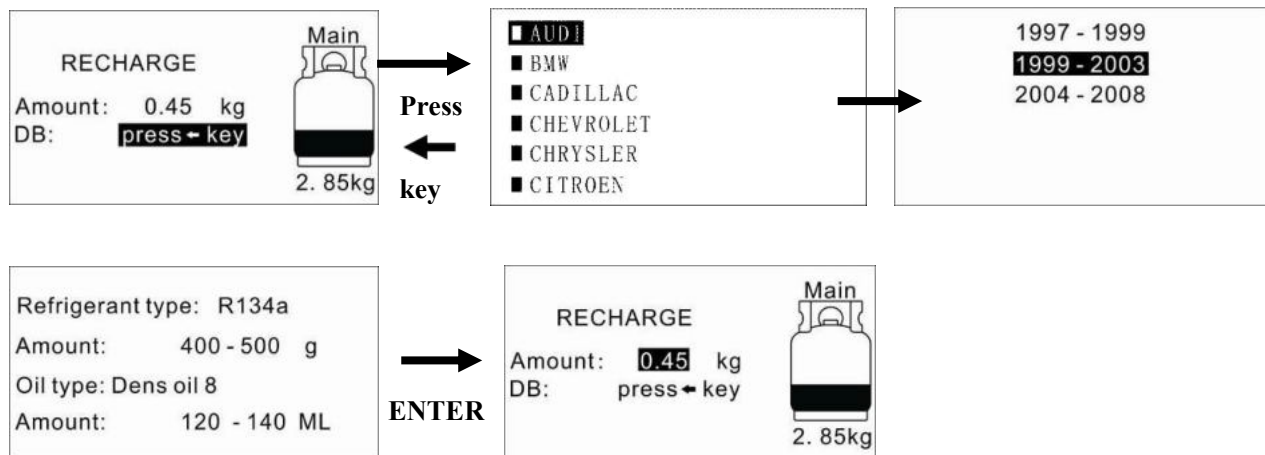 RECHARGE
Amount: 0.45 kg
DB: press ← key
Main
2. 85kg
Press
key
AUDI
BMW
CADILLAC
CHEVROLET
CHRYSLER
CITROEN
1997 - 1999
1999 - 2003
2004 - 2008
Refrigerant type: R134a
Amount: 400 - 500 g
Oil type: Dens oil 8
Amount: 120 - 140 ML
ENTER
RECHARGE
Amount: 0.45 kg
DB: press ← key
Main
2. 85kg